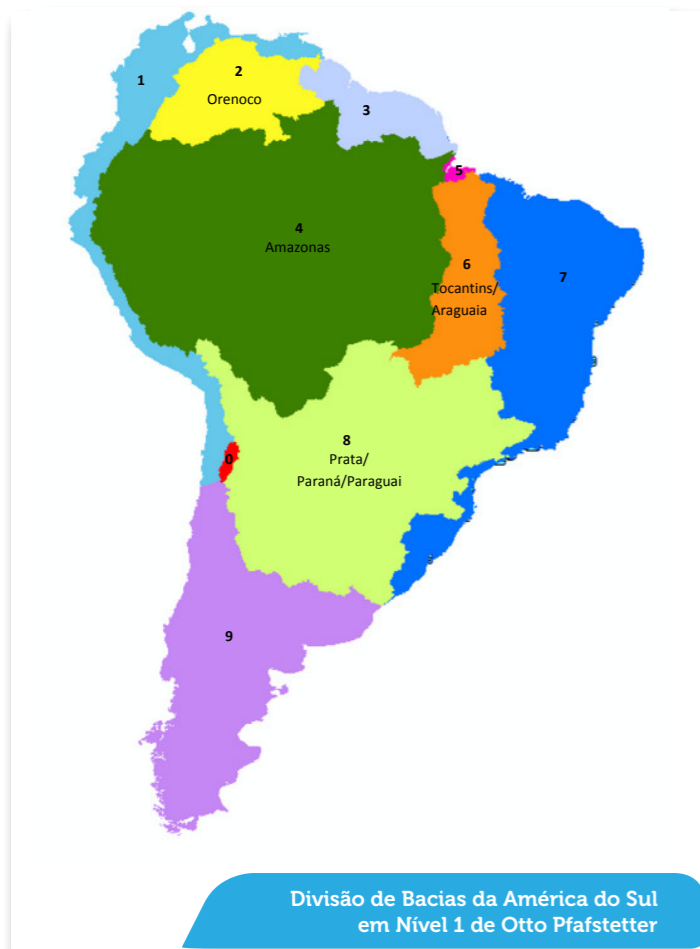 1
2
Orenoco
3
4
Amazonas
5
6
Tocantins/
Araguaia
7
8
Prata/
Paraná/Paraguai
0
9
Divisão de Bacias da América do Sul
em Nível 1 de Otto Pfafstetter